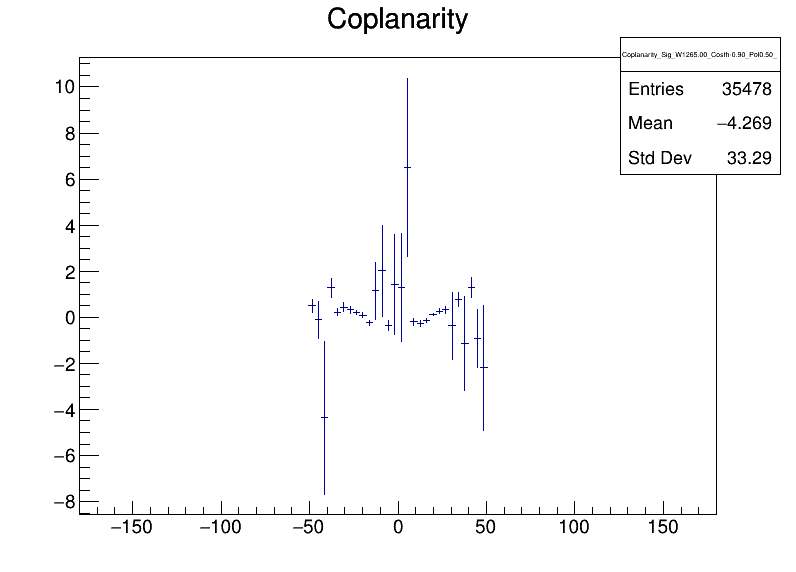 Coplanarity
Coplanarity_Sig_W1265.00_Costh-0.90_Pol0.50_
Entries 35478
Mean −4.269
Std Dev 33.29
10
8
6
4
2
0
−2
−4
−6
−8
−150 −100 −50 0 50 100 150